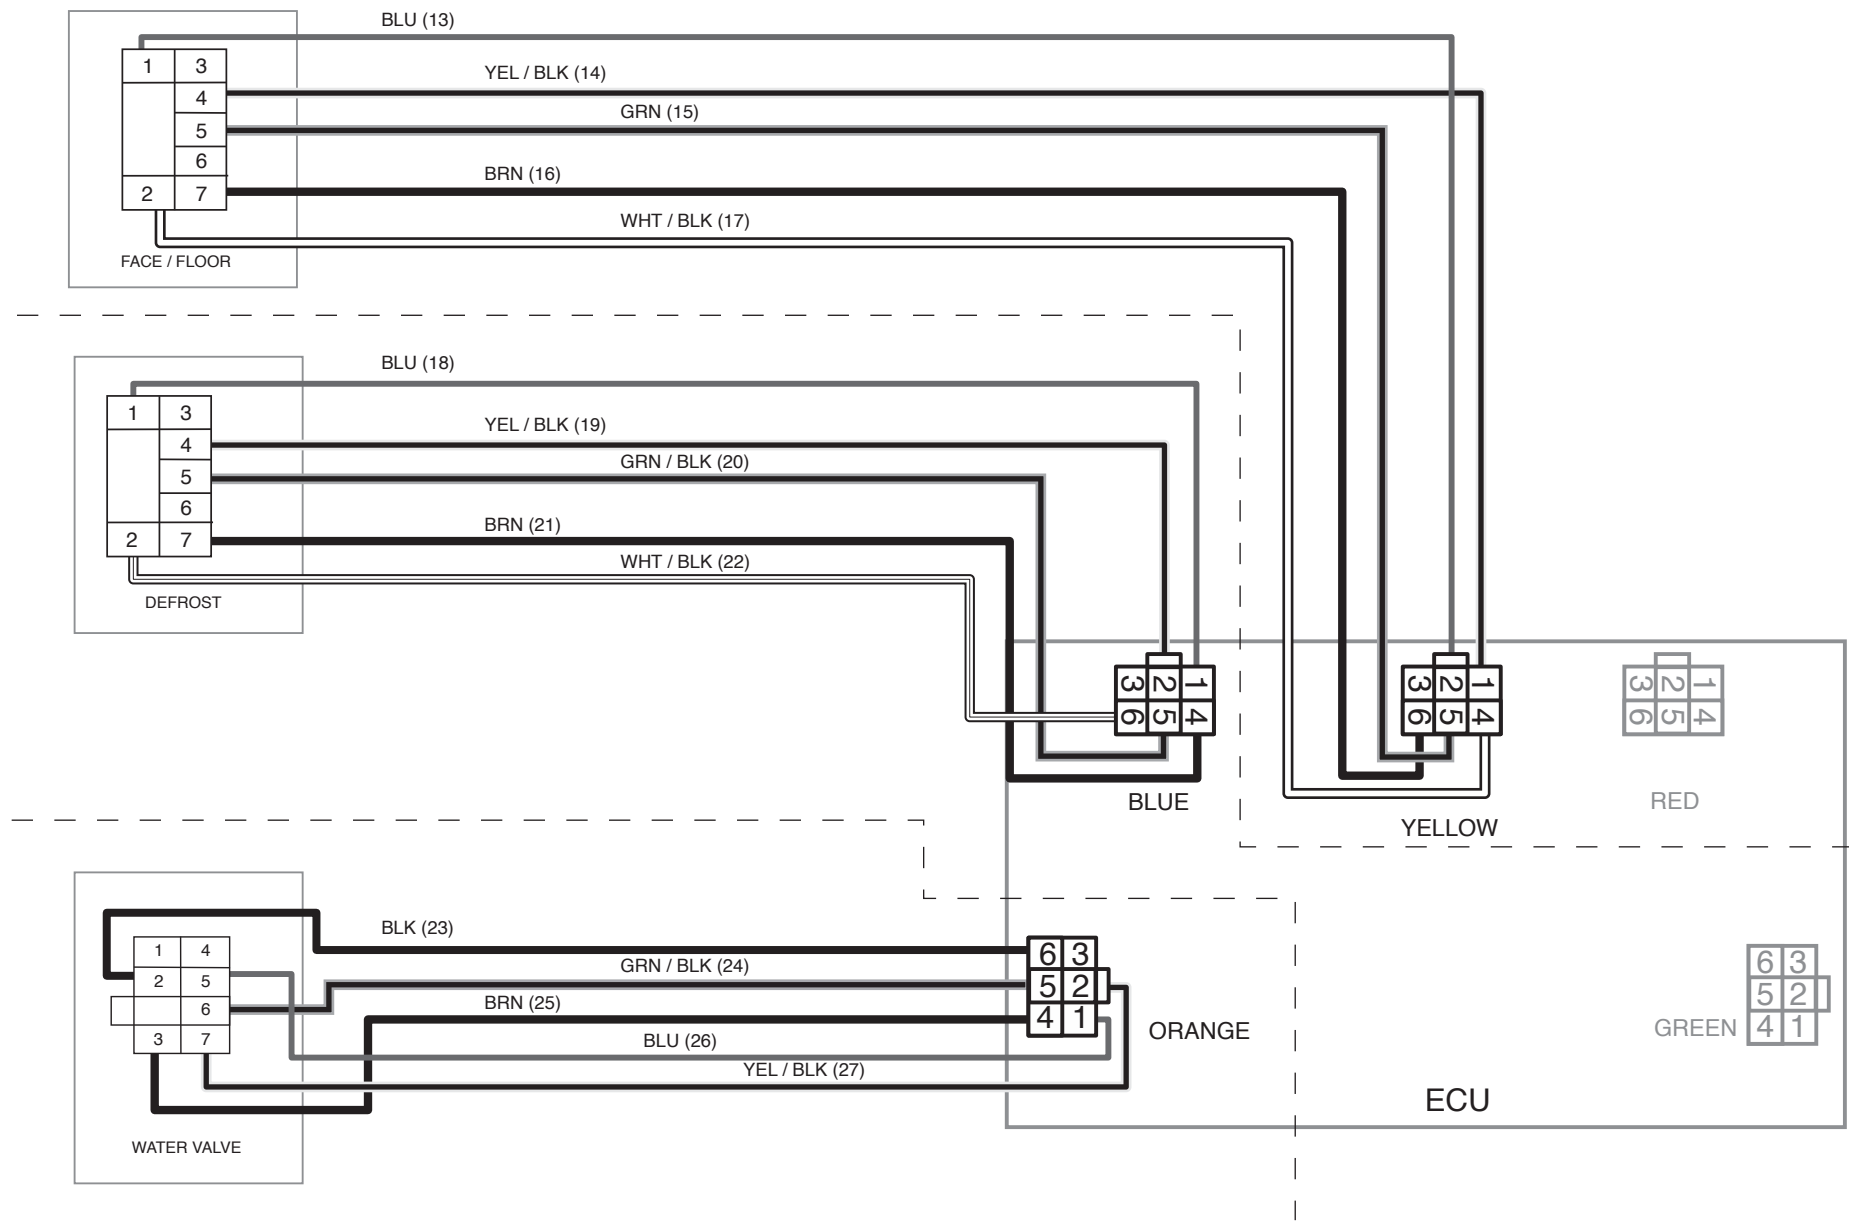 BLU (13)
1 3
YEL / BLK (14)
4
GRN (15)
5
6
BRN (16)
2 7
WHT / BLK (17)
FACE / FLOOR
BLU (18)
1 3
YEL / BLK (19)
4
GRN / BLK (20)
5
6
BRN (21)
2 7
WHT / BLK (22)
DEFROST
3 2 1
6 5 4
BLUE
3 2 1
6 5 4
YELLOW
3 2 1
6 5 4
RED
BLK (23)
1 4
GRN / BLK (24)
2 5
BRN (25)
6
3 7
BLU (26)
YEL / BLK (27)
WATER VALVE
6 3
5 2
4 1
ORANGE
6 3
5 2
4 1
GREEN
ECU